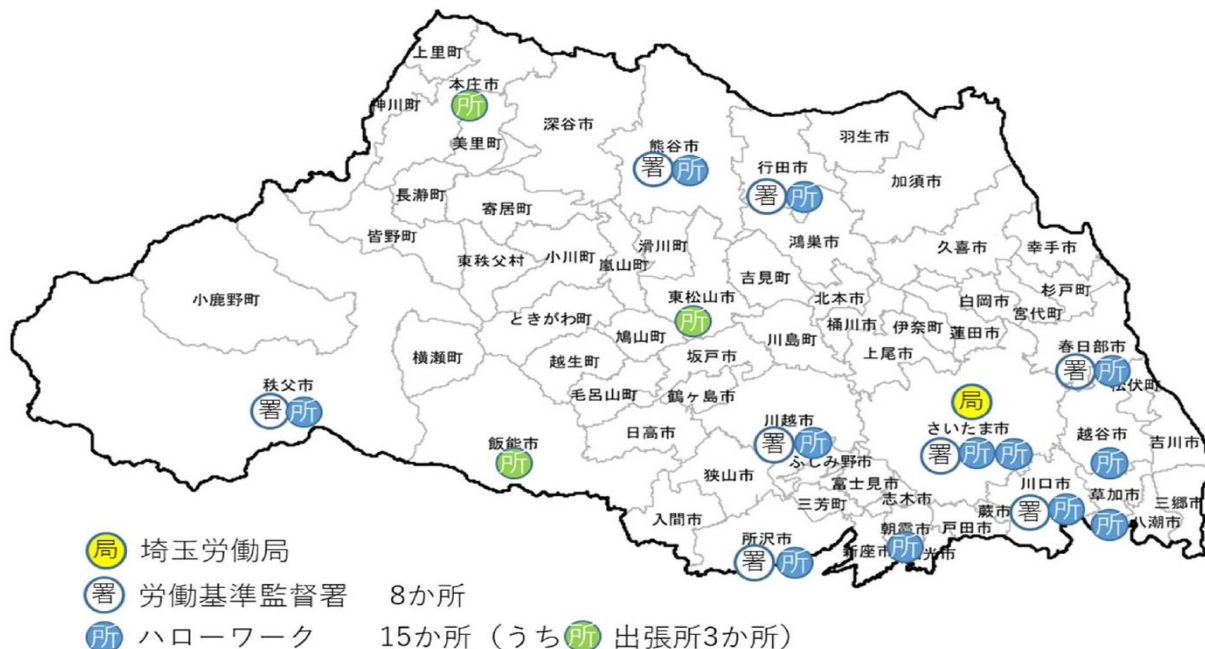 上里町
本庄市
所
神川町
美里町
深谷市
熊谷市
署 所
行田市
署 所
羽生市
加須市
長瀞町
寄居町
皆野町
東秩父村
小川町
嵐山町
滑川町
吉見町
鴻巣市
久喜市
幸手市
小鹿野町
ときがわ町
東松山市
所
北本市
白岡市
杉戸町
宮代町
横瀬町
越生町
鳩山町
坂戸市
川島町
桶川市
伊奈町
蓮田市
上尾市
春日部市
署 所
松伏町
秩父市
署 所
毛呂山町
鶴ヶ島市
局
さいたま市
署 所 所
越谷市
所
吉川市
飯能市
所
日高市
川越市
署 所
ふじみ野市
狭山市
富士見市
三芳町
志木市
川口市
署 所
蕨市
草加市
所
三郷市
八潮市
入間市
所沢市
署 所
朝霞市
所
新座市
光市
戸田市
局 埼玉労働局
署 労働基準監督署 8か所
所 ハローワーク 15か所（うち所 出張所3か所）